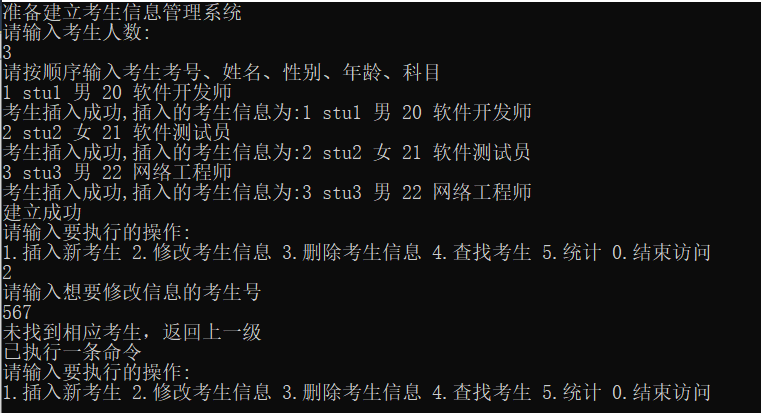 准备建立考生信息管理系统
请输入考生人数:
3
请按顺序输入考生考号、姓名、性别、年龄、科目
1 stu1 男 20 软件开发师
考生插入成功,插入的考生信息为:1 stu1 男 20 软件开发师
2 stu2 女 21 软件测试员
考生插入成功,插入的考生信息为:2 stu2 女 21 软件测试员
3 stu3 男 22 网络工程师
考生插入成功,插入的考生信息为:3 stu3 男 22 网络工程师
建立成功
请输入要执行的操作:
1.插入新考生 2.修改考生信息 3.删除考生信息 4.查找考生 5.统计 0.结束访问
2
请输入想要修改信息的考生号
567
未找到相应考生，返回上一级
已执行一条命令
请输入要执行的操作:
1.插入新考生 2.修改考生信息 3.删除考生信息 4.查找考生 5.统计 0.结束访问